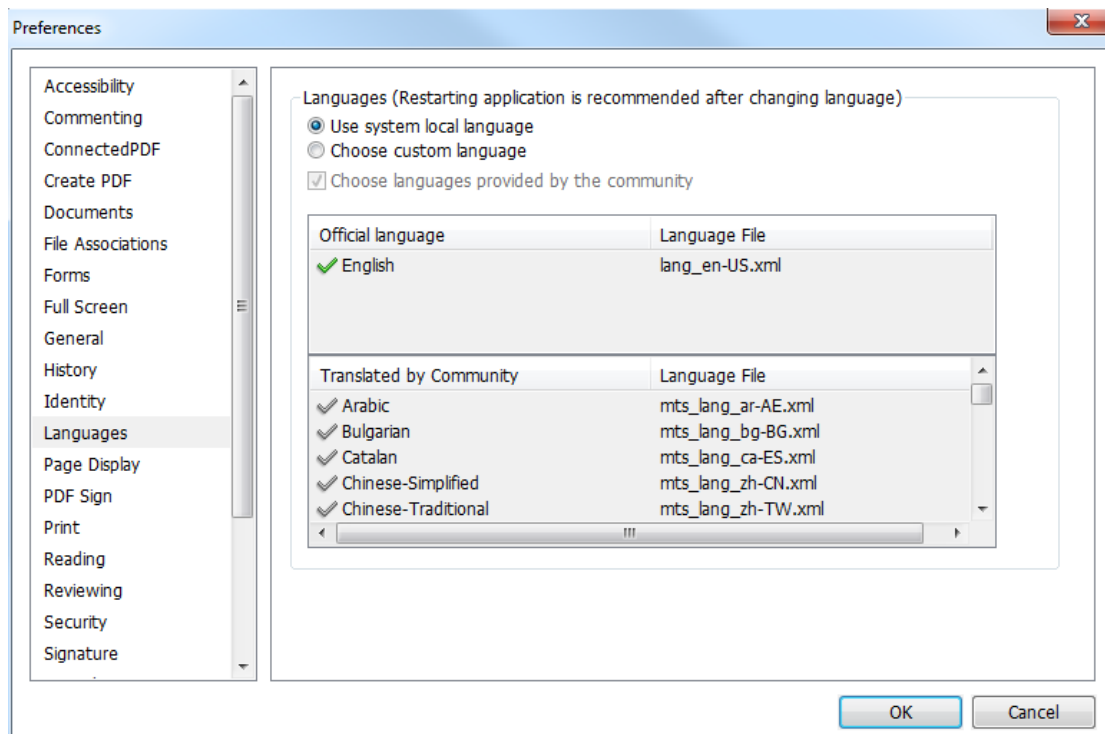 Preferences
Accessibility
Commenting
ConnectedPDF
Create PDF
Documents
File Associations
Forms
Full Screen
General
History
Identity
Languages
Page Display
PDF Sign
Print
Reading
Reviewing
Security
Signature
Languages (Restarting application is recommended after changing language)
Use system local language
Choose custom language
Choose languages provided by the community
Official language Language File
English lang_en-US.xml
Translated by Community Language File
Arabic mts_lang_ar-AE.xml
Bulgarian mts_lang_bg-BG.xml
Catalan mts_lang_ca-ES.xml
Chinese-Simplified mts_lang_zh-CN.xml
Chinese-Traditional mts_lang_zh-TW.xml
OK Cancel